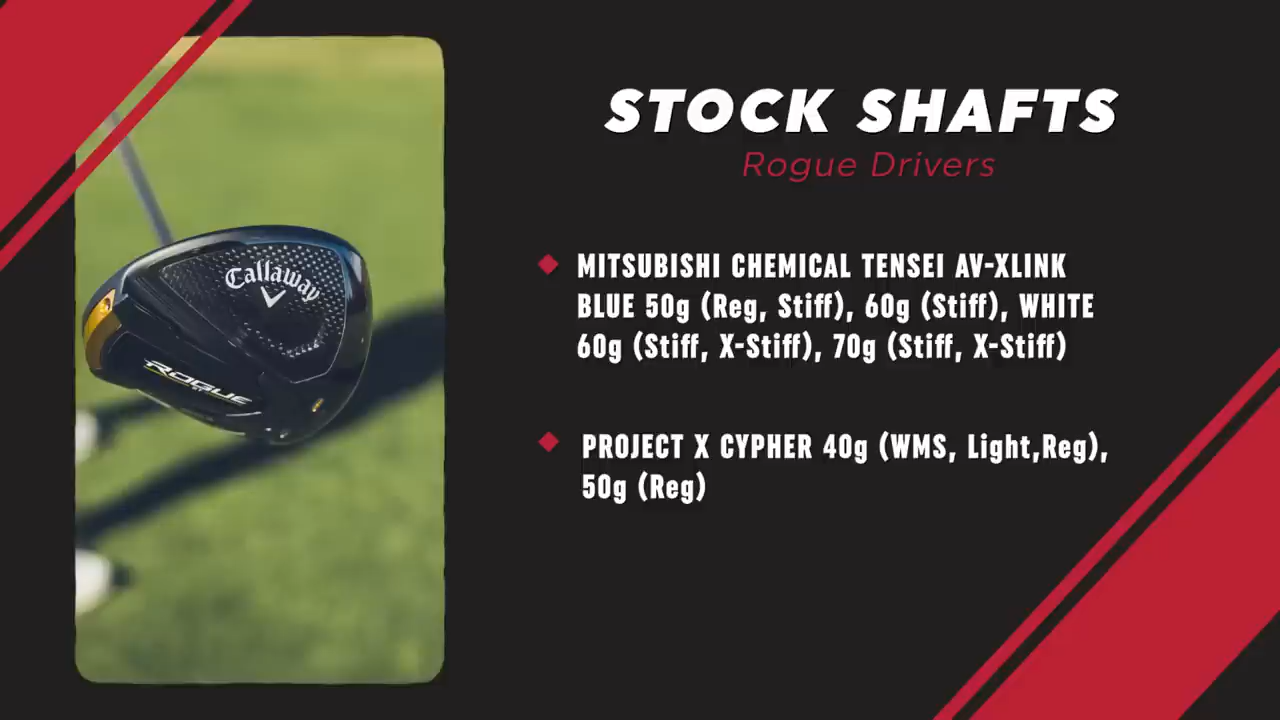 STOCK SHAFTS
Rogue Drivers
MITSUBISHI CHEMICAL TENSEI AV-XLINK
BLUE 50g (Reg, Stiff), 60g (Stiff), WHITE
60g (Stiff, X-Stiff), 70g (Stiff, X-Stiff)
PROJECT X CYPHER 40g (WMS, Light,Reg),
50g (Reg)
Callaway
ROGUE